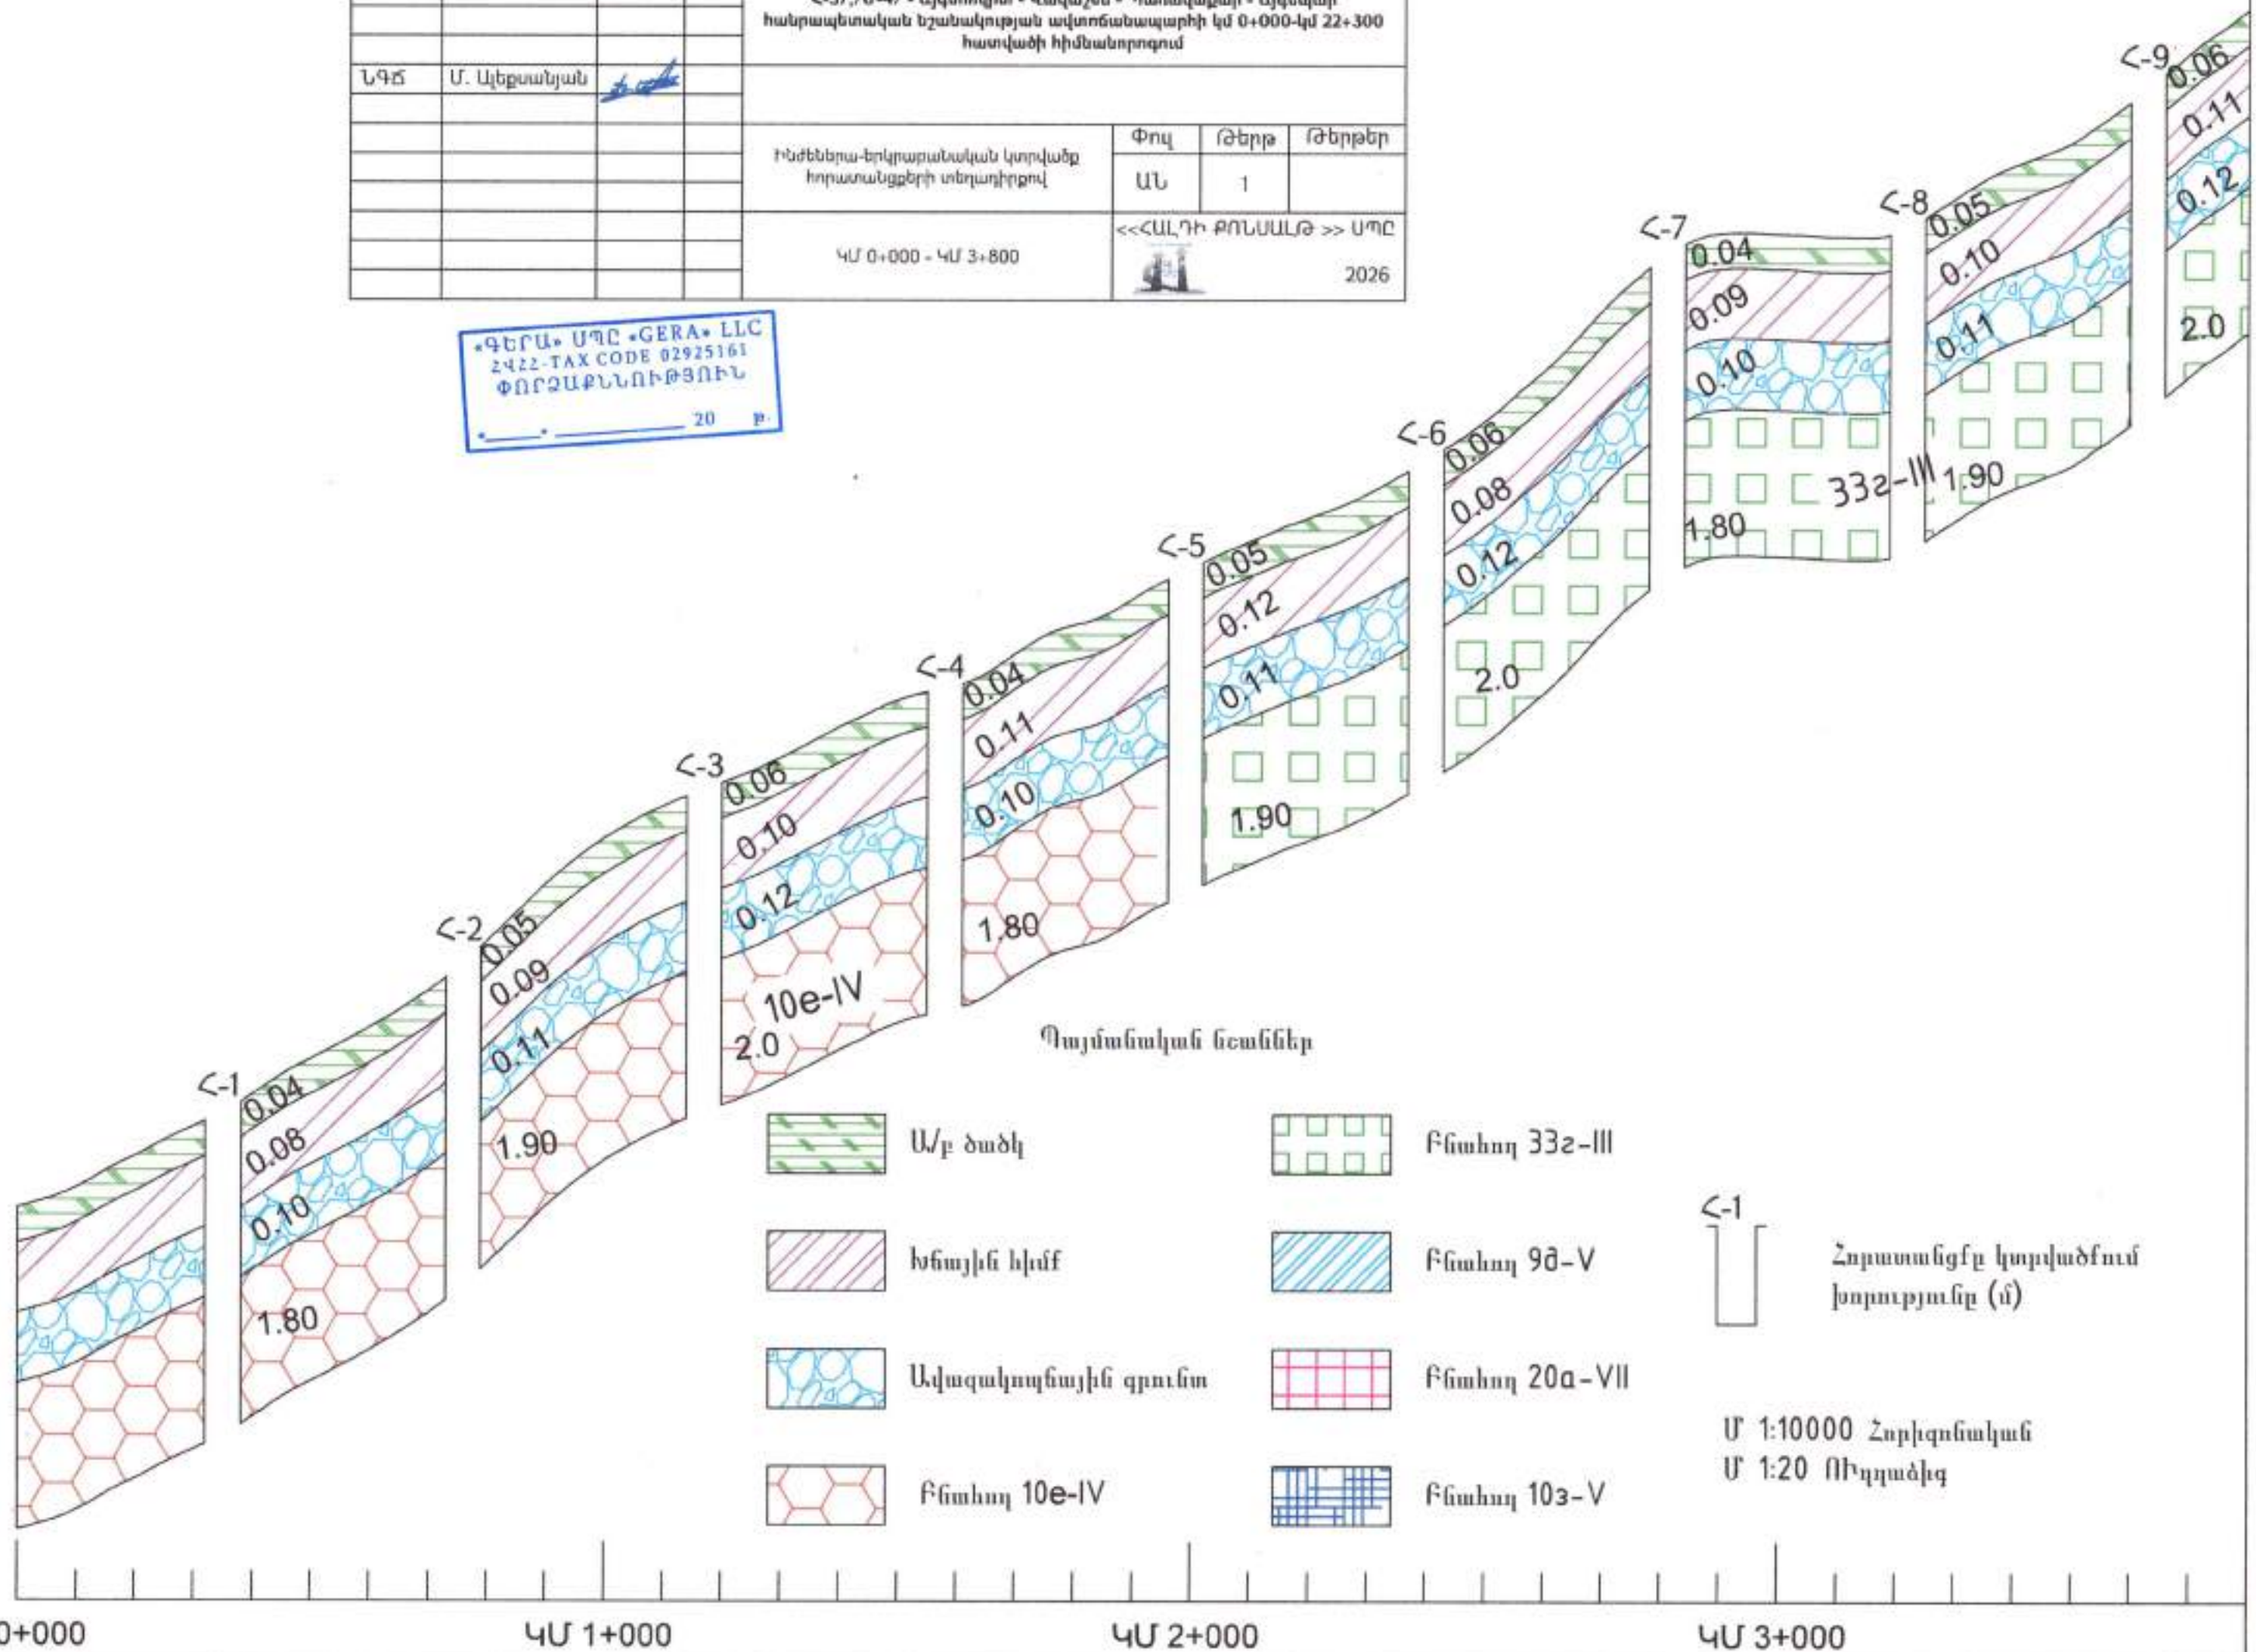 հանրապետական նշանակության ավտոճանապարհի կմ 0+000-կմ 22+300
հատվածի հիմնանորոգում
ՆԳՃ Մ. Ալեքսանյան
Ինժեներա-երկրաբանական կտրվածք
հորատանցքերի տեղադիրքով
Փուլ Թերթ Թերթեր
ԱՆ 1
ԿՄ 0+000 - ԿՄ 3+800
<<ՀԱԼԴԻ ՔՈՆՍԱԼԹ >> ՍՊԸ
2026
«ԳԵՐԱ» ՍՊԸ «GERA» LLC
ՀՎՀՀ-TAX CODE 02925161
ՓՈՐՁԱՔՆՆՈՒԹՅՈՒՆ
20 թ.
Հ-1
0.04
0.08
0.10
1.80
Հ-2
0.05
0.09
0.11
1.90
Հ-3
0.06
0.10
0.12
10е-IV
2.0
Հ-4
0.04
0.11
0.10
1.80
Հ-5
0.05
0.12
0.11
1.90
Հ-6
0.06
0.08
0.12
2.0
Հ-7
0.04
0.09
0.10
33г-III
1.80
Հ-8
0.05
0.10
0.11
1.90
Հ-9
0.06
0.11
0.12
2.0
Պայմանական նշաններ
Ա/բ ծածկ
Խճային հիմք
Ավազակոպճային գրունտ
Բնահող 10е-IV
Բնահող 33г-III
Բնահող 9д-V
Բնահող 20а-VII
Բնահող 10з-V
Հ-1
Հորատանցքը կտրվածքում
խորությունը (մ)
Մ 1:10000 Հորիզոնական
Մ 1:20 Ուղղաձիգ
0+000 ԿՄ 1+000 ԿՄ 2+000 ԿՄ 3+000